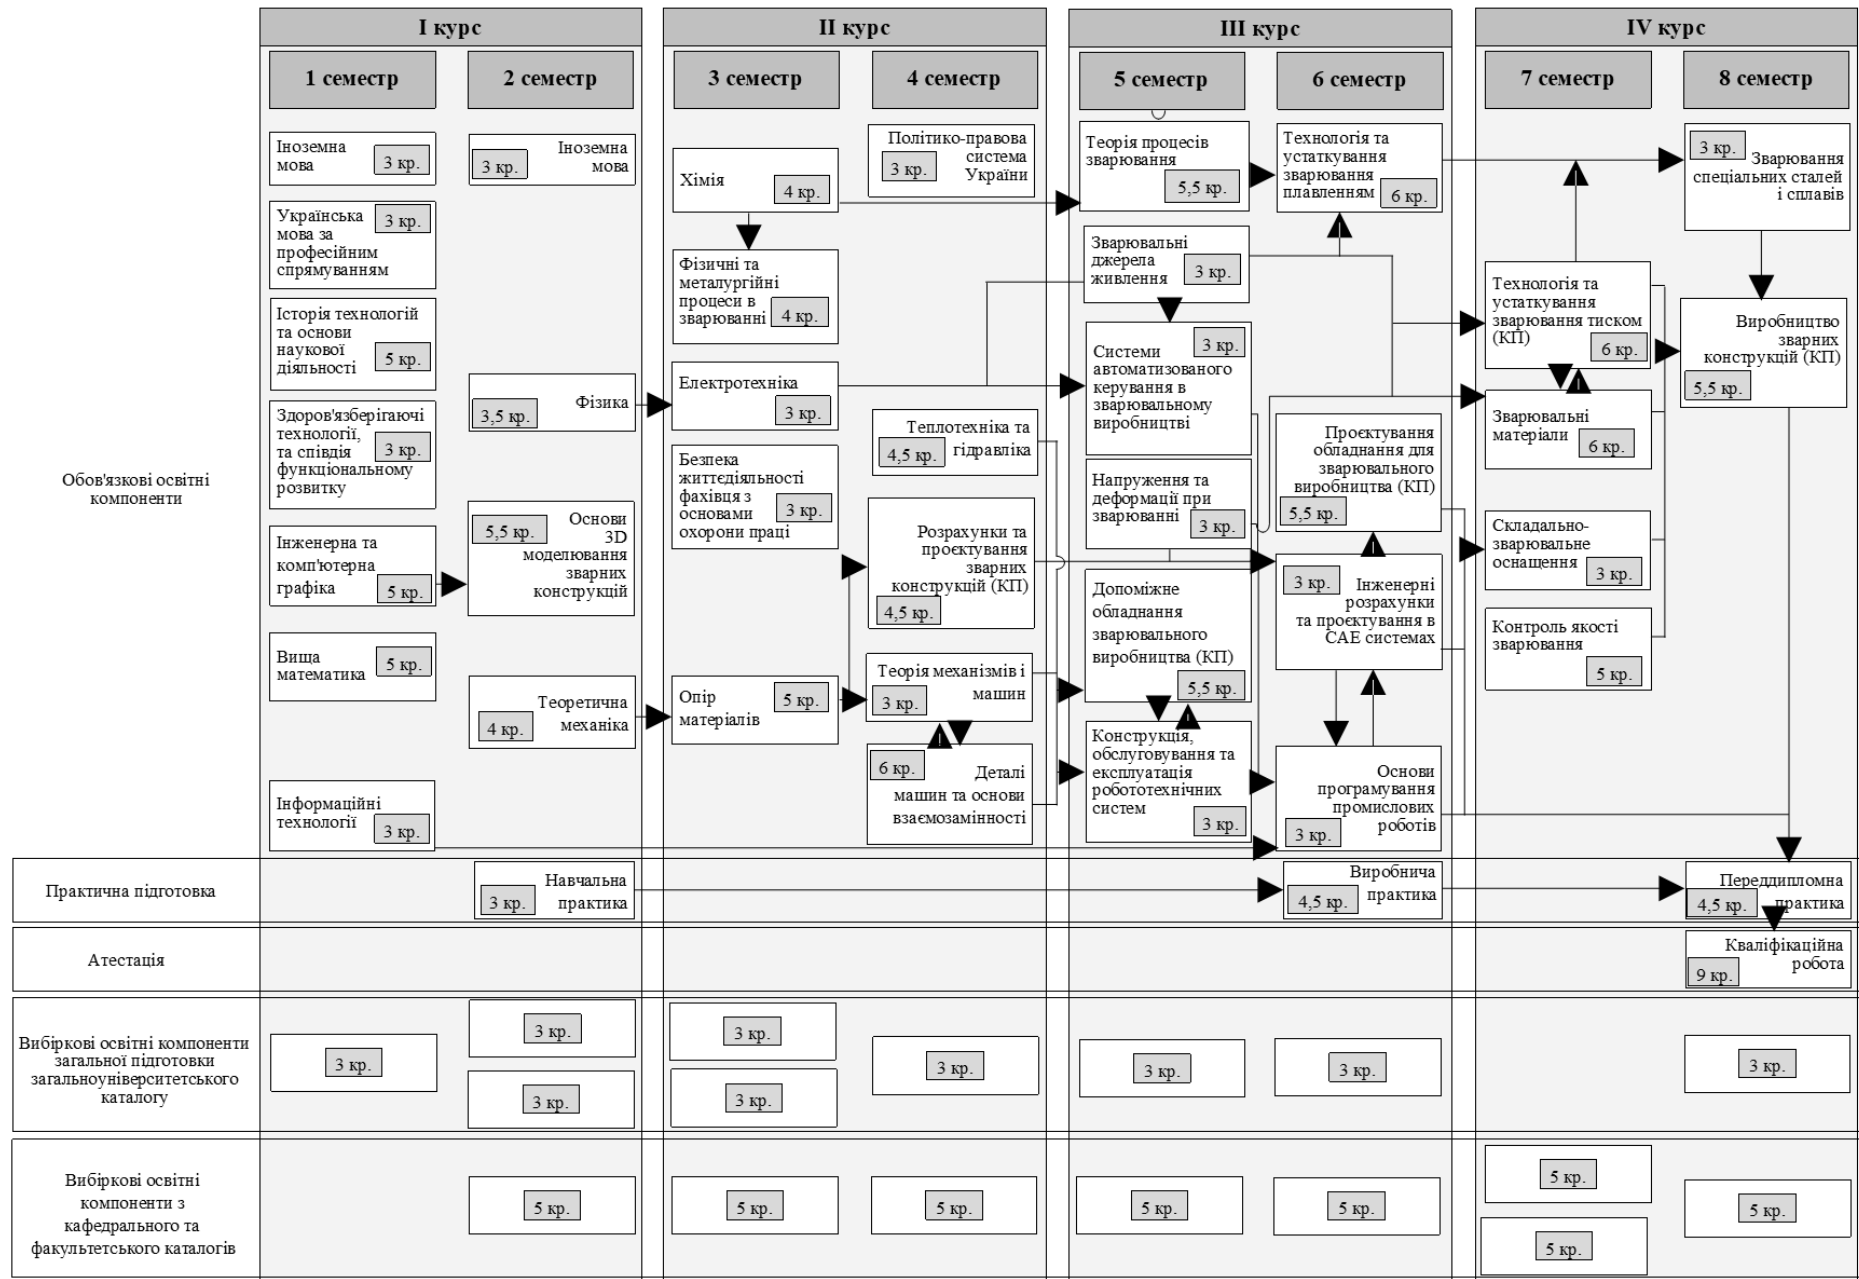 I курс
II курс
III курс
IV курс
1 семестр
2 семестр
3 семестр
4 семестр
5 семестр
6 семестр
7 семестр
8 семестр
Обов'язкові освітні
компоненти
Іноземна
мова
3 кр.
Українська
мова за
професійним
спрямуванням
3 кр.
Історія технологій
та основи
наукової
діяльності
5 кр.
Здоров'язберігаючі
технології,
та співдія
функціональному
розвитку
3 кр.
Інженерна та
комп'ютерна
графіка
5 кр.
Вища
математика
5 кр.
Інформаційні
технології
3 кр.
Іноземна
мова
3 кр.
Фізика
3,5 кр.
Основи
3D
моделювання
зварних
конструкцій
5,5 кр.
Теоретична
механіка
4 кр.
Хімія
4 кр.
Фізичні та
металургійні
процеси в
зварюванні
4 кр.
Електротехніка
3 кр.
Безпека
життєдіяльності
фахівця з
основами
охорони праці
3 кр.
Опір
матеріалів
5 кр.
Політико-правова
система
України
3 кр.
Теплотехніка та
гідравліка
4,5 кр.
Розрахунки та
проєктування
зварних
конструкцій (КП)
4,5 кр.
Теорія механізмів і
машин
3 кр.
Деталі
машин та основи
взаємозамінності
6 кр.
Теорія процесів
зварювання
5,5 кр.
Зварювальні
джерела
живлення
3 кр.
Системи
автоматизованого
керування в
зварювальному
виробництві
3 кр.
Напруження та
деформації при
зварюванні
3 кр.
Допоміжне
обладнання
зварювального
виробництва (КП)
5,5 кр.
Конструкція,
обслуговування та
експлуатація
робототехнічних
систем
3 кр.
Технологія та
устаткування
зварювання
плавленням
6 кр.
Проєктування
обладнання для
зварювального
виробництва (КП)
5,5 кр.
Інженерні
розрахунки
та проєктування в
САЕ системах
3 кр.
Основи
програмування
промислових
роботів
3 кр.
Технологія та
устаткування
зварювання тиском
(КП)
6 кр.
Зварювальні
матеріали
6 кр.
Складально-
зварювальне
оснащення
3 кр.
Контроль якості
зварювання
5 кр.
Зварювання
спеціальних сталей
і сплавів
3 кр.
Виробництво
зварних
конструкцій (КП)
5,5 кр.
Практична підготовка
Навчальна
практика
3 кр.
Виробнича
практика
4,5 кр.
Переддипломна
практика
4,5 кр.
Атестація
Кваліфікаційна
робота
9 кр.
Вибіркові освітні компоненти
загальної підготовки
загальноуніверситетського
каталогу
3 кр.
3 кр.
3 кр.
3 кр.
3 кр.
3 кр.
3 кр.
3 кр.
3 кр.
Вибіркові освітні
компоненти з
кафедрального та
факультетського каталогів
5 кр.
5 кр.
5 кр.
5 кр.
5 кр.
5 кр.
5 кр.
5 кр.